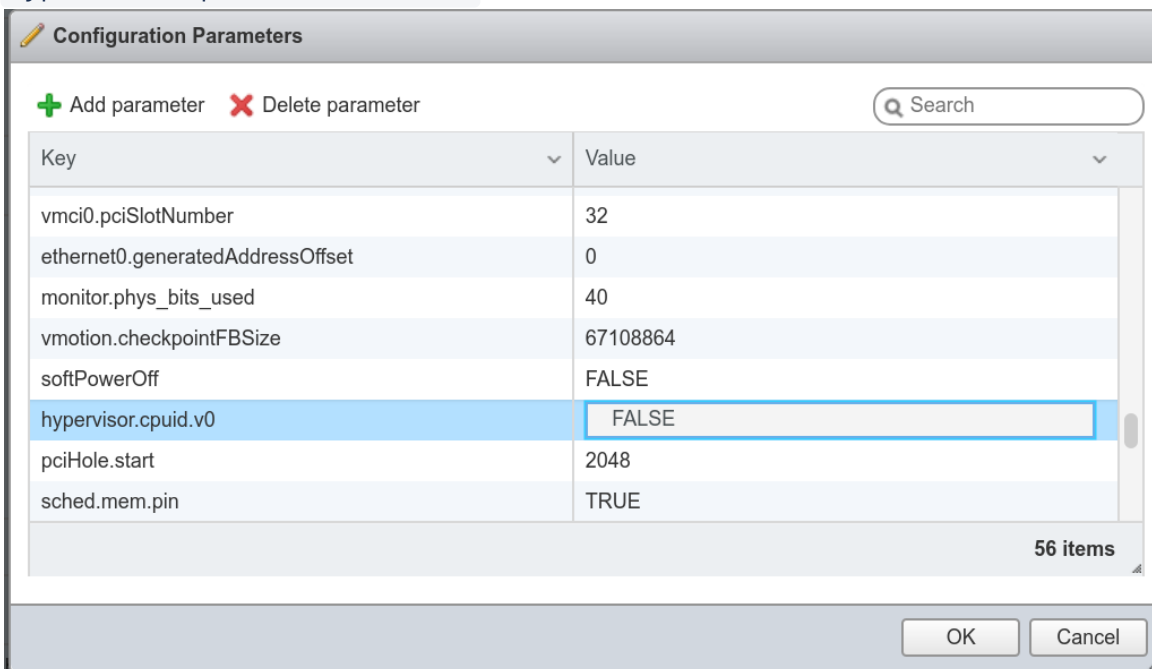 Configuration Parameters
Add parameter Delete parameter Search
Key Value
vmci0.pciSlotNumber 32
ethernet0.generatedAddressOffset 0
monitor.phys_bits_used 40
vmotion.checkpointFBSize 67108864
softPowerOff FALSE
hypervisor.cpuid.v0 FALSE
pciHole.start 2048
sched.mem.pin TRUE
56 items
OK Cancel